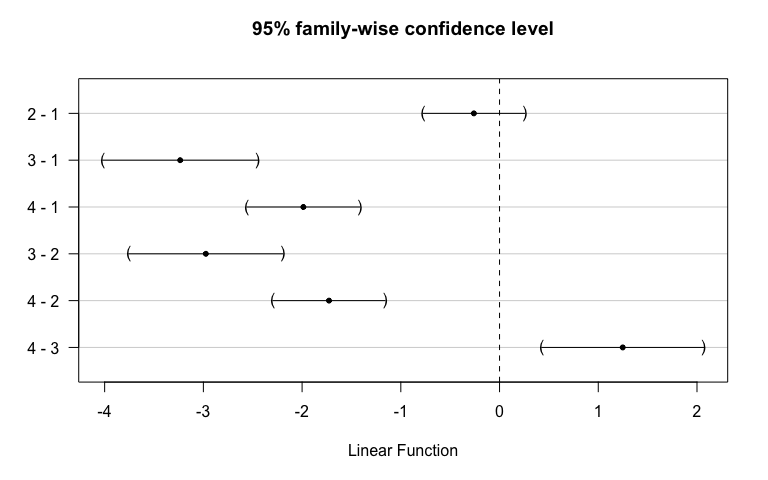 95% family-wise confidence level
2 - 1
3 - 1
4 - 1
3 - 2
4 - 2
4 - 3
-4 -3 -2 -1 0 1 2
Linear Function